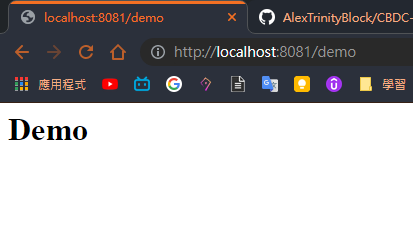 localhost:8081/demo
AlexTrinityBlock/CBDC-
http://localhost:8081/demo
應用程式
學習
Demo